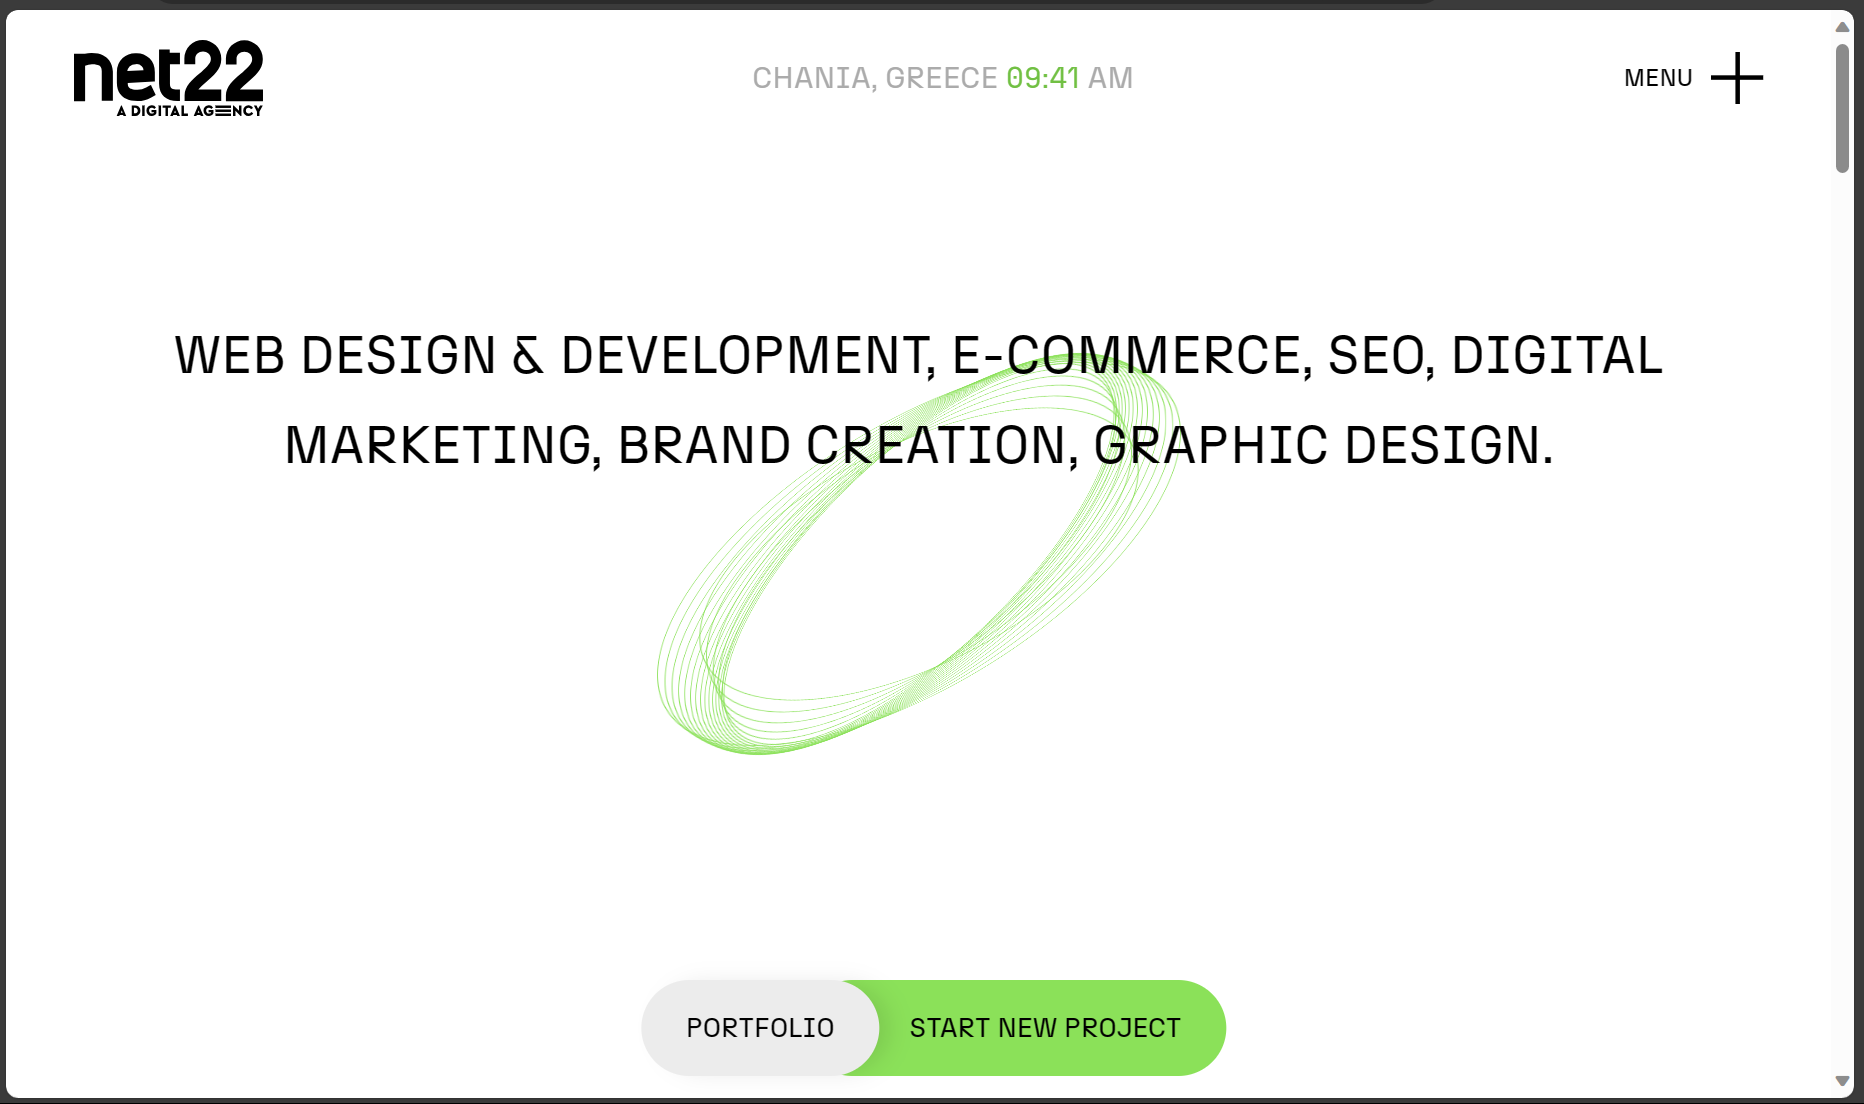 net22
A DIGITAL AGENCY
CHANIA, GREECE 09:41 AM
MENU
WEB DESIGN & DEVELOPMENT, E-COMMERCE, SEO, DIGITAL
MARKETING, BRAND CREATION, GRAPHIC DESIGN.
PORTFOLIO
START NEW PROJECT